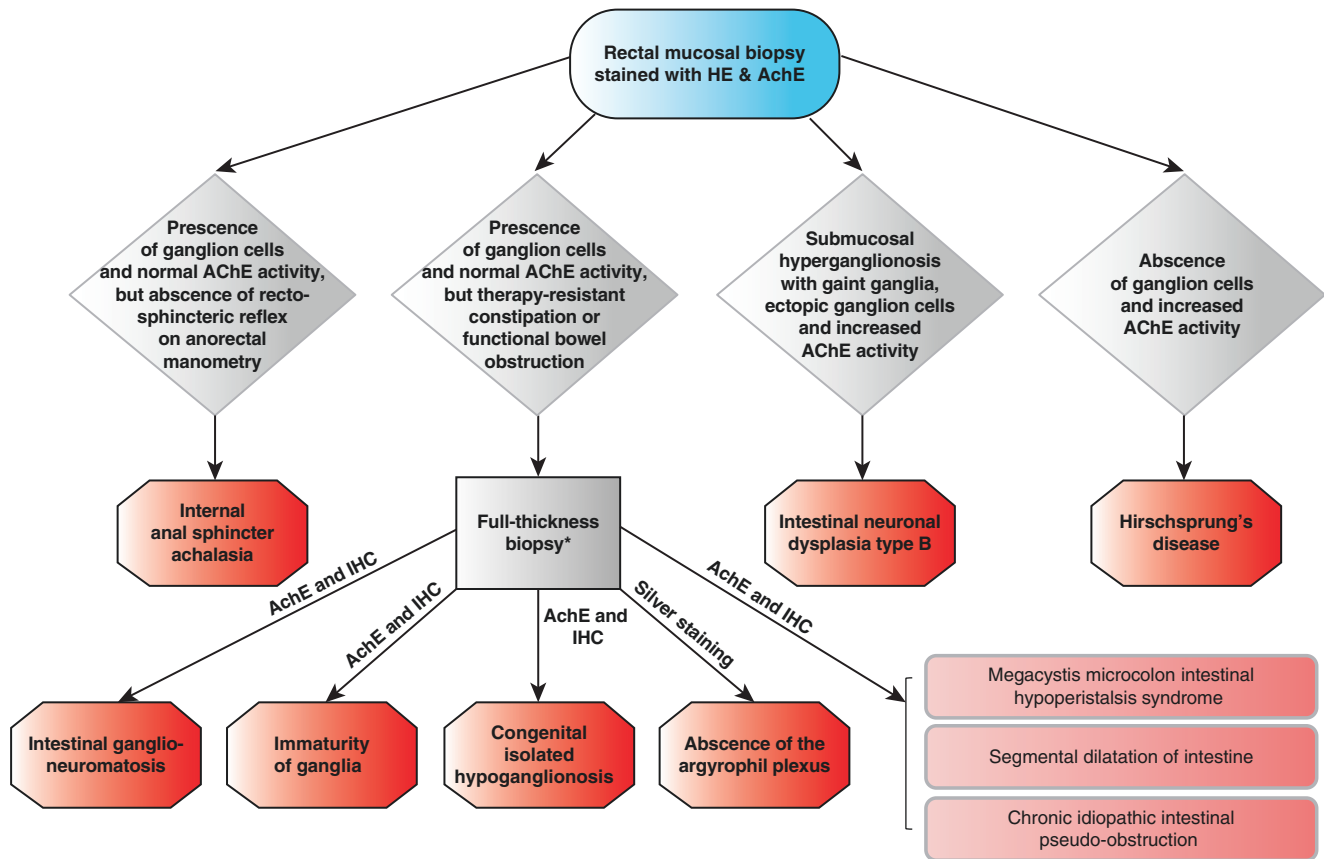 Rectal mucosal biopsy
stained with HE & AchE
Prescence
of ganglion cells
and normal AChE activity,
but absence of recto-
sphincteric reflex
on anorectal
manometry
Prescence
of ganglion cells
and normal AChE activity,
but therapy-resistant
constipation or
functional bowel
obstruction
Submucosal
hyperganglionosis
with gaint ganglia,
ectopic ganglion cells
and increased
AChE activity
Absence
of ganglion cells
and increased
AChE activity
Internal
anal sphincter
achalasia
Full-thickness
biopsy*
Intestinal neuronal
dysplasia type B
Hirschsprung's
disease
AchE and IHC
AchE and IHC
AchE and
IHC
Silver staining
AchE and IHC
Intestinal ganglio-
neuromatosis
Immaturity
of ganglia
Congenital
isolated
hypoganglionosis
Abscence of the
argyrophil plexus
Megacystis microcolon intestinal
hypoperistalsis syndrome
Segmental dilatation of intestine
Chronic idiopathic intestinal
pseudo-obstruction